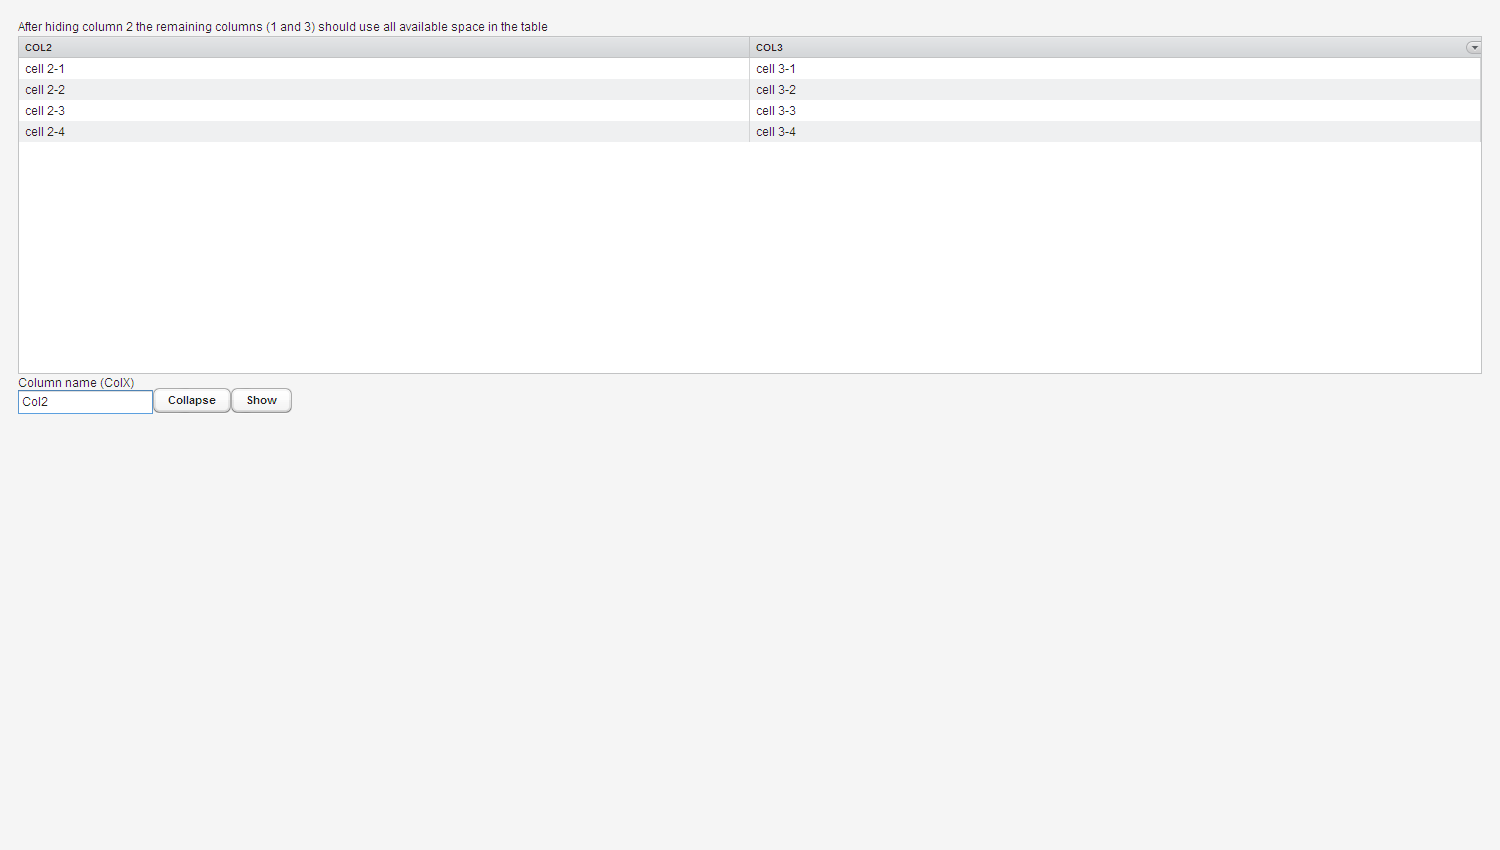 After hiding column 2 the remaining columns (1 and 3) should use all available space in the table
COL2 COL3
cell 2-1 cell 3-1
cell 2-2 cell 3-2
cell 2-3 cell 3-3
cell 2-4 cell 3-4
Column name (ColX)
Col2 Collapse Show